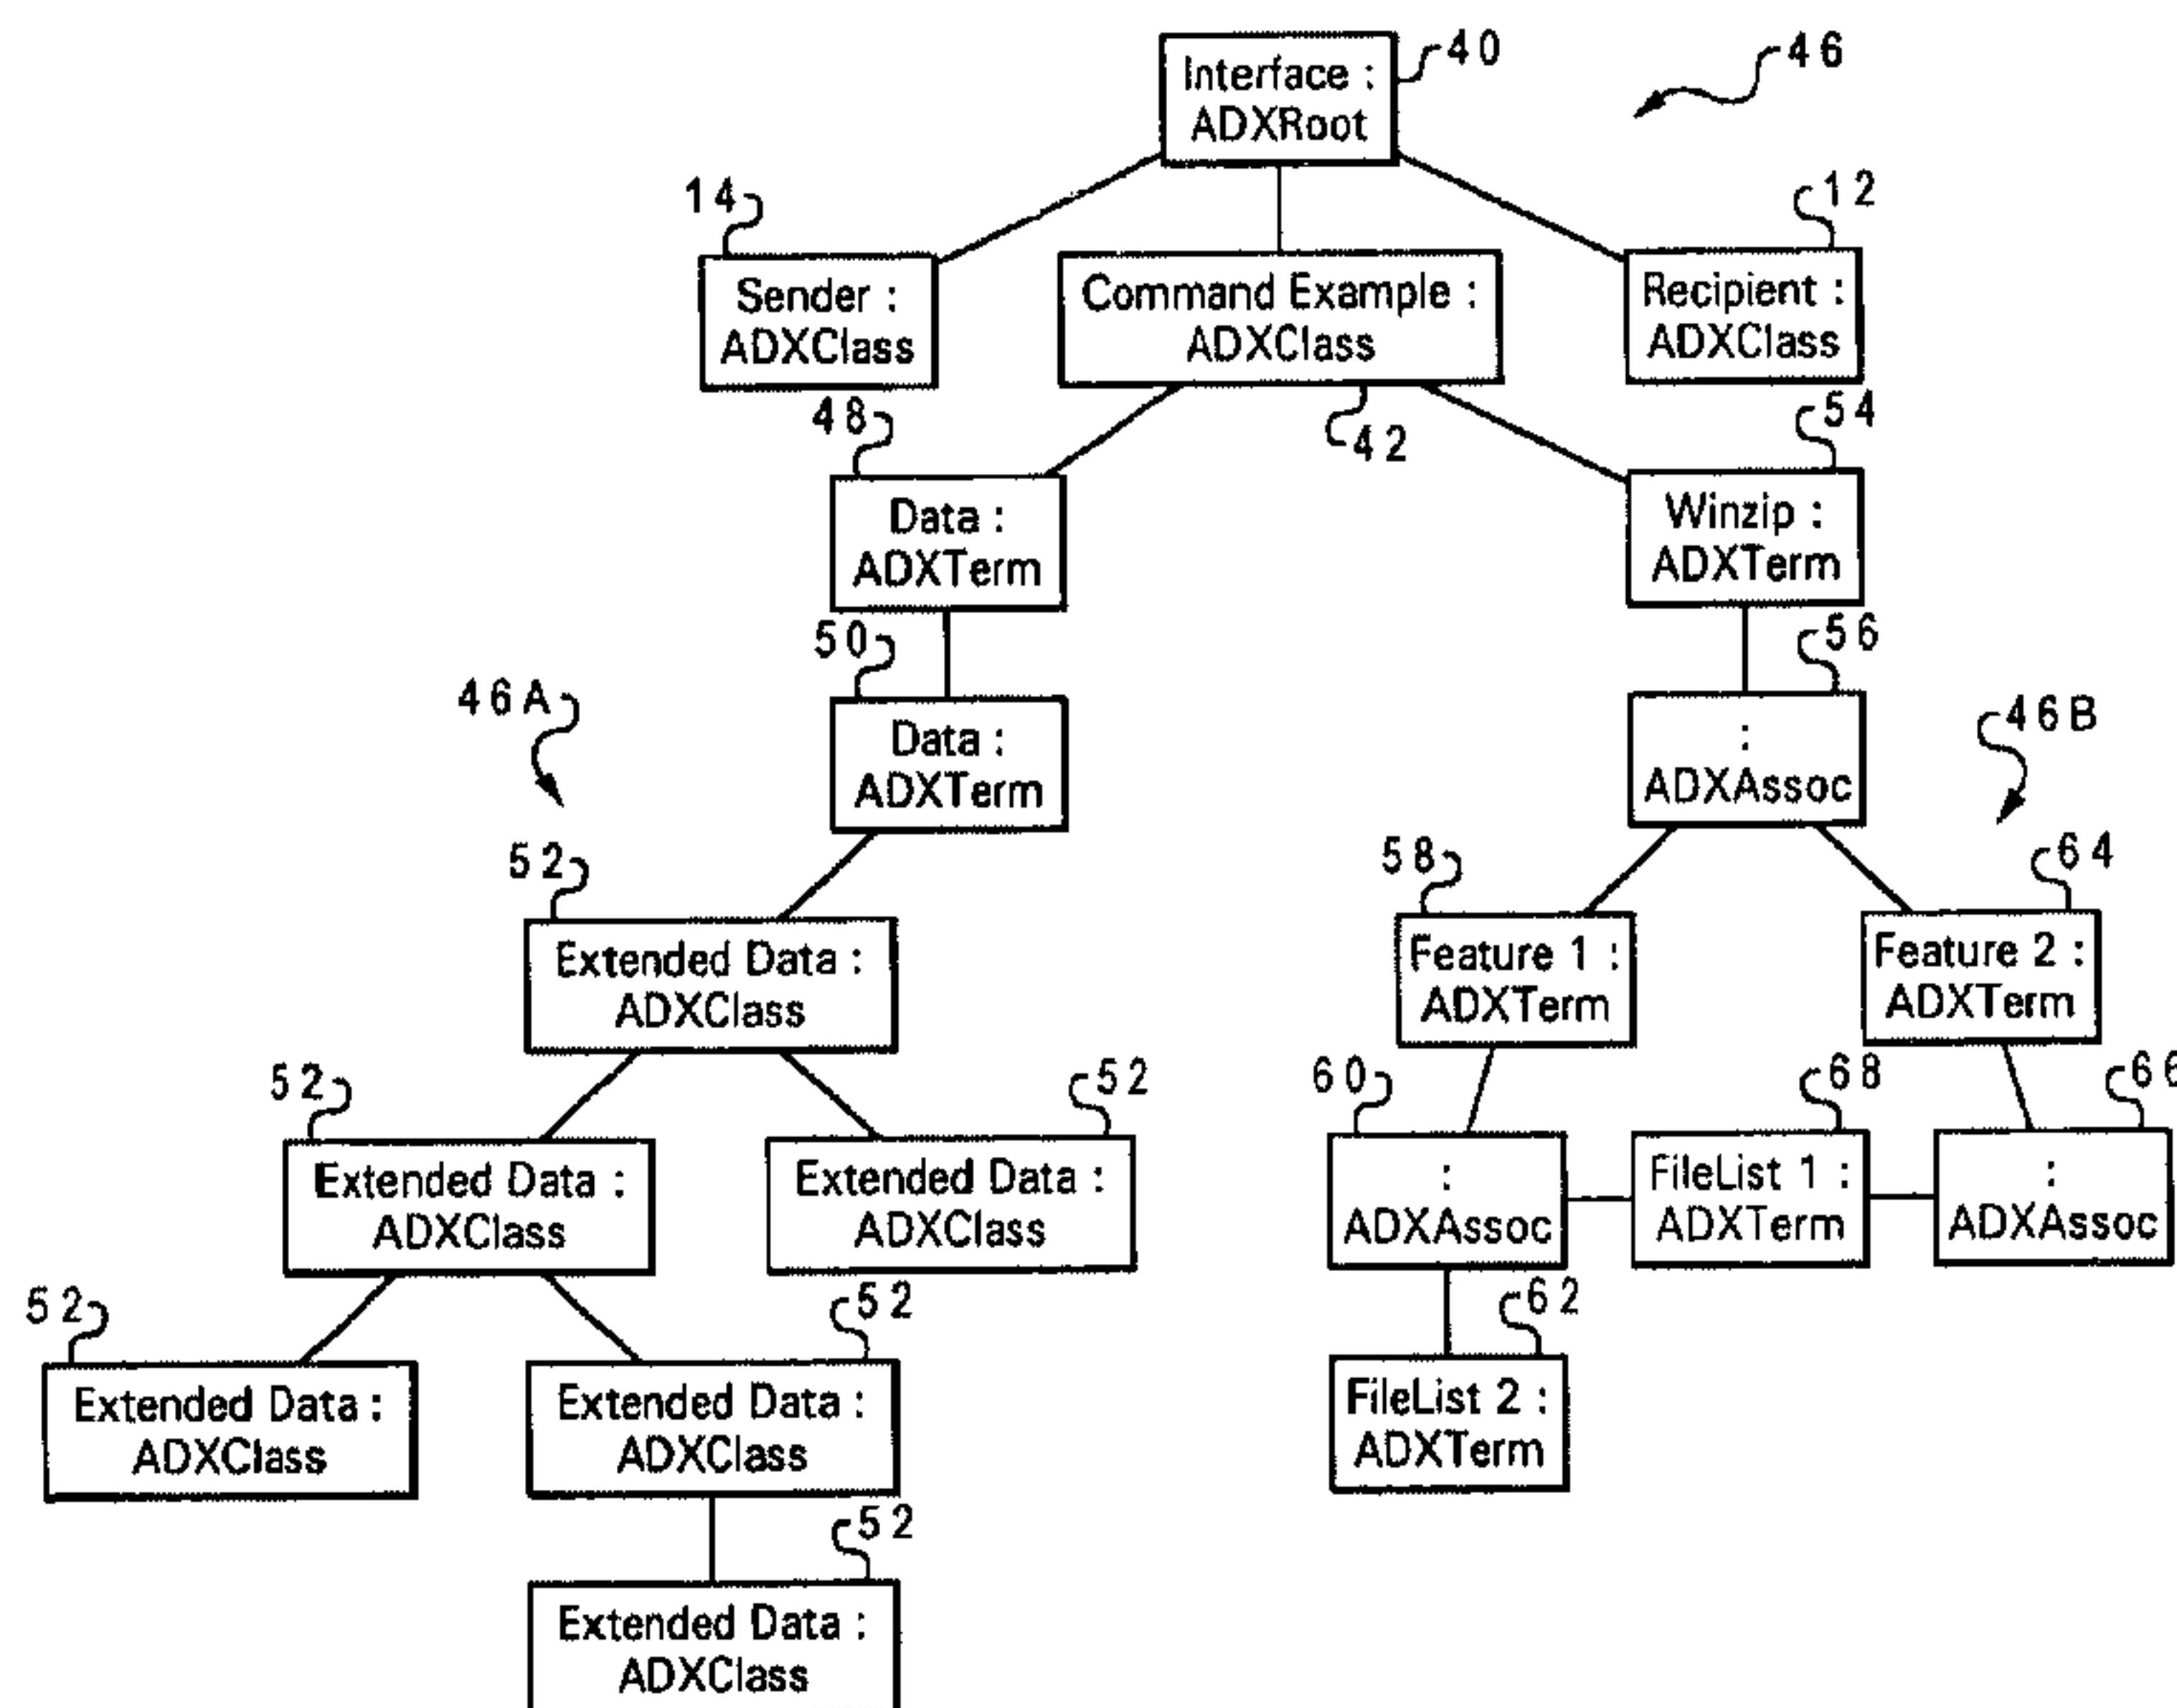 40
46
Interface :
ADXRoot
14
12
Sender :
ADXClass
Command Example :
ADXClass
Recipient :
ADXClass
48
42
54
Data :
ADXTerm
Winzip :
ADXTerm
50
56
46A
46B
Data :
ADXTerm
:
ADXAssoc
52
58
64
Extended Data :
ADXClass
Feature 1 :
ADXTerm
Feature 2 :
ADXTerm
52
52
60
68
66
Extended Data :
ADXClass
Extended Data :
ADXClass
:
ADXAssoc
FileList 1 :
ADXTerm
:
ADXAssoc
52
52
62
Extended Data :
ADXClass
Extended Data :
ADXClass
FileList 2 :
ADXTerm
52
Extended Data :
ADXClass